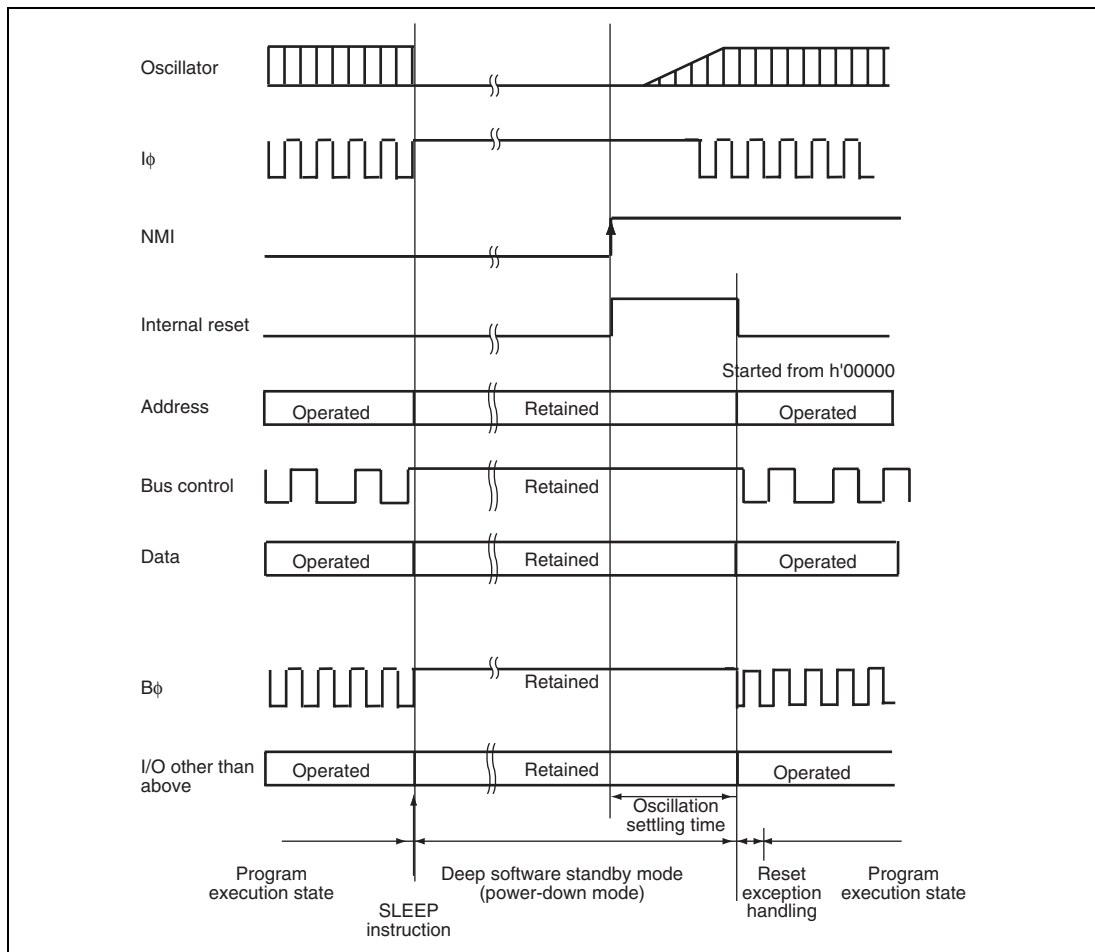 Oscillator
Iϕ
NMI
Internal reset
Started from h'00000
Address
Operated
Retained
Operated
Bus control
Retained
Data
Operated
Retained
Operated
Bϕ
Retained
I/O other than
above
Operated
Retained
Operated
Oscillation
settling time
Program
execution state
SLEEP
instruction
Deep software standby mode
(power-down mode)
Reset
exception
handling
Program
execution state